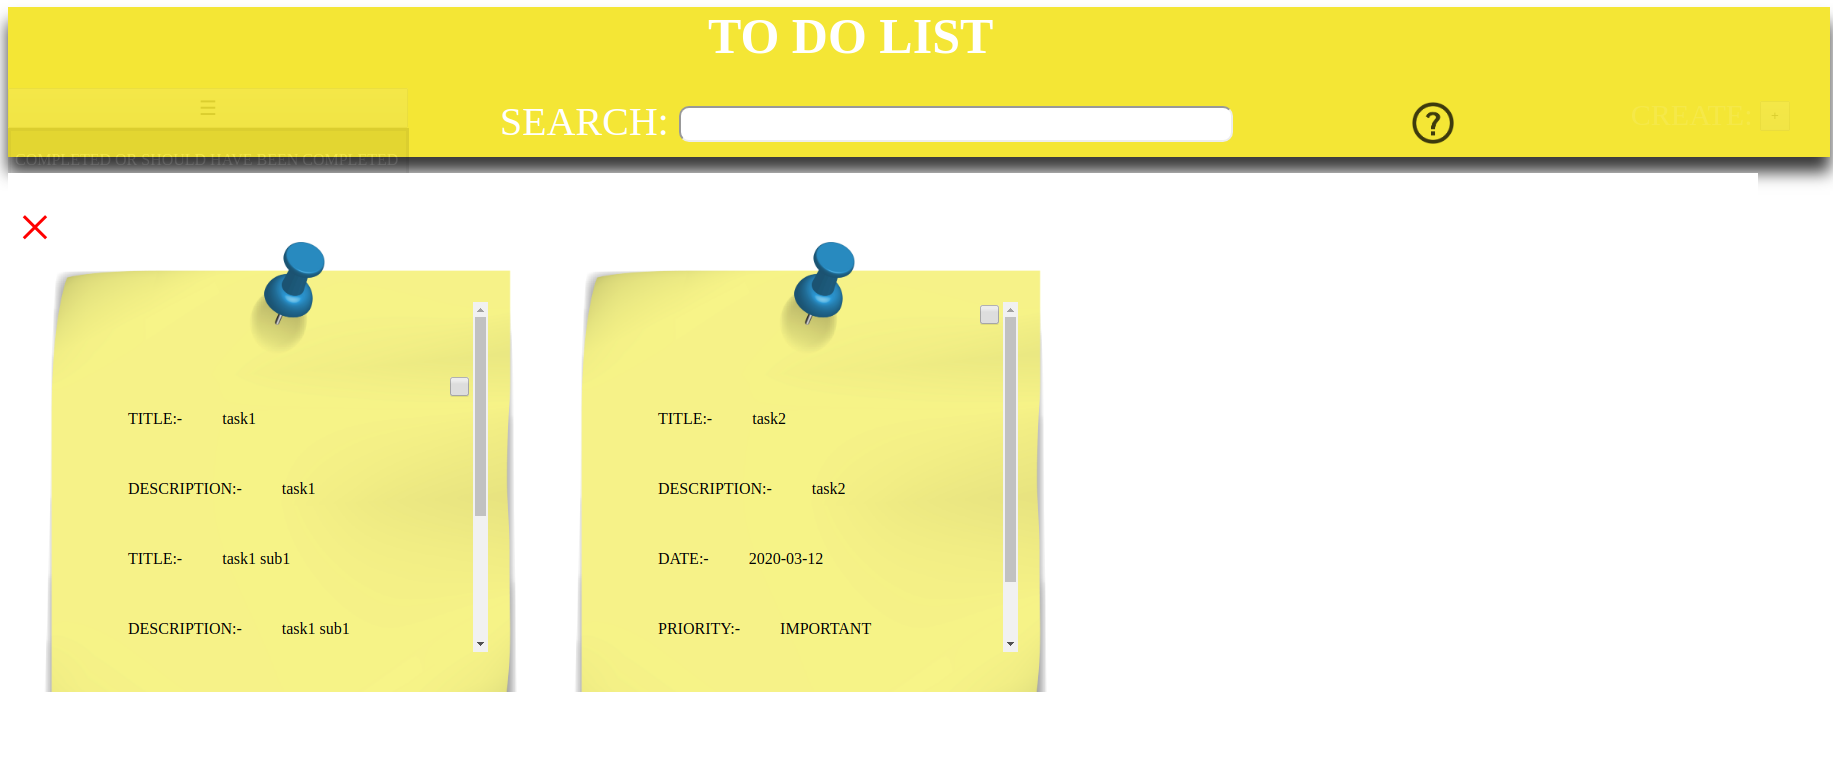 TO DO LIST
☰
SEARCH:
CREATE: +
COMPLETED OR SHOULD HAVE BEEN COMPLETED
TITLE:- task1
DESCRIPTION:- task1
TITLE:- task1 sub1
DESCRIPTION:- task1 sub1
TITLE:- task2
DESCRIPTION:- task2
DATE:- 2020-03-12
PRIORITY:- IMPORTANT